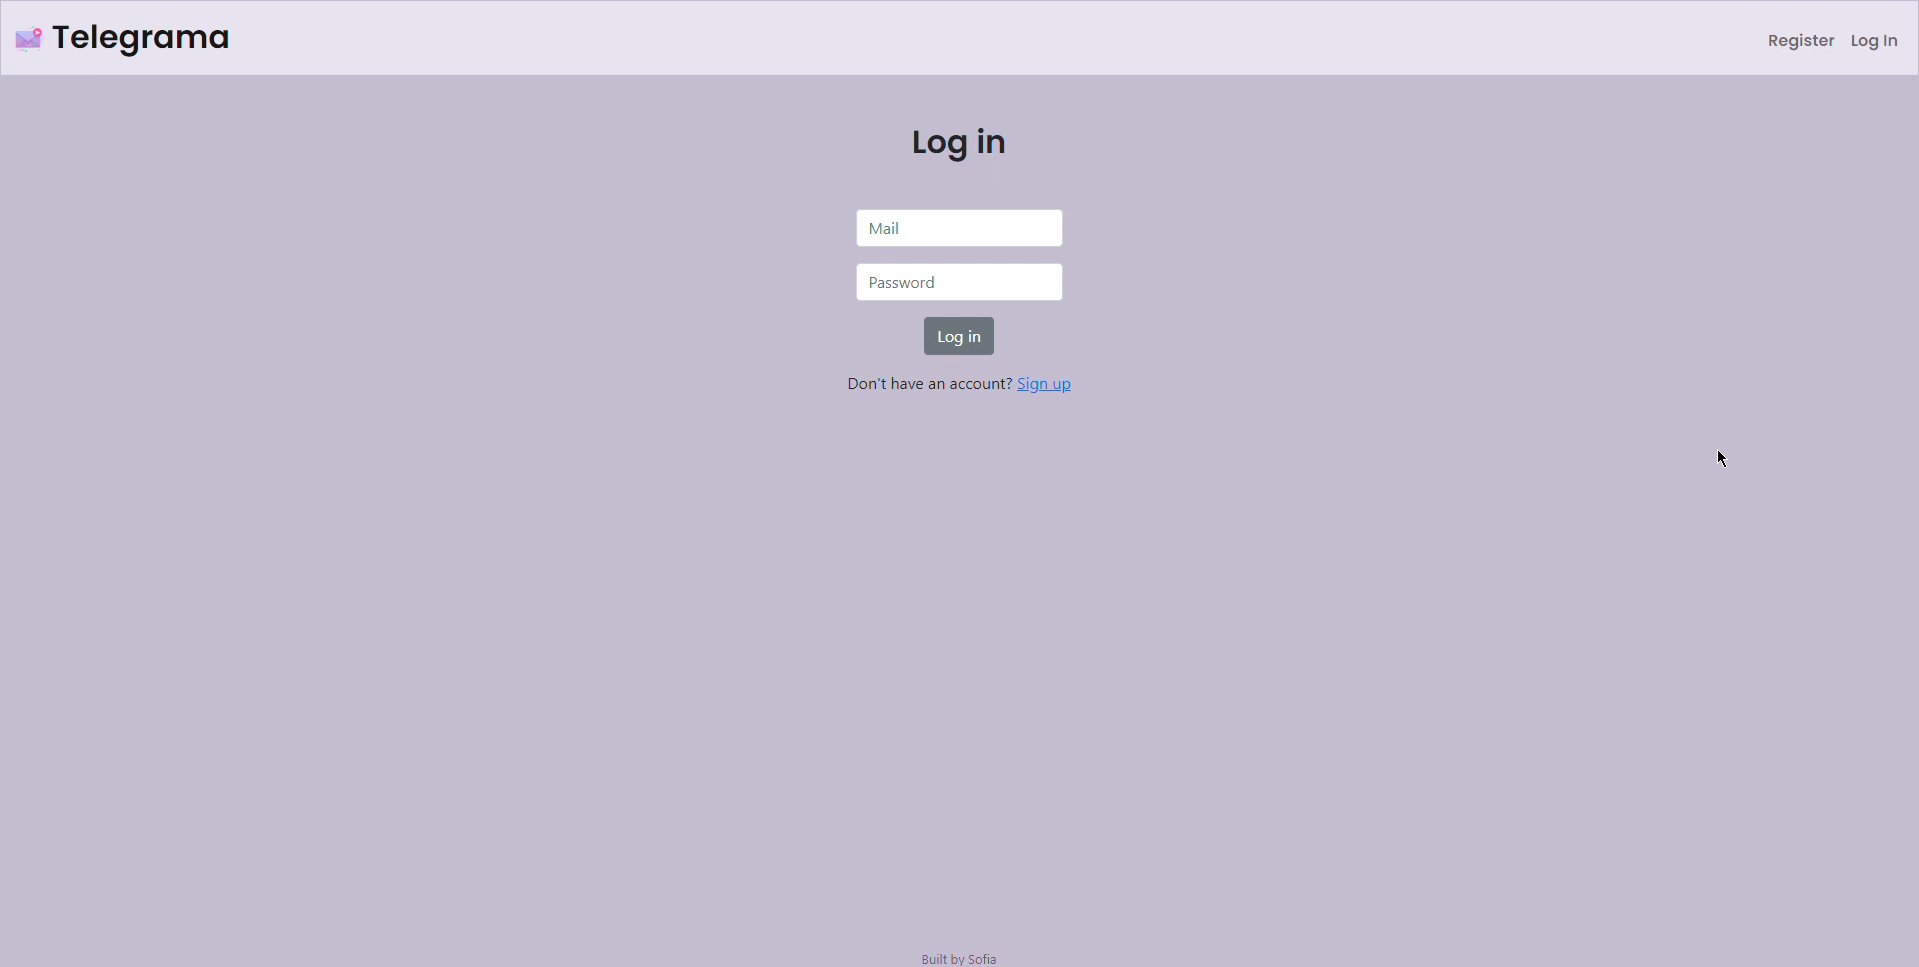 Telegrama
Register Log In
Log in
Mail
Password
Log in
Don't have an account? Sign up
Built by Sofia